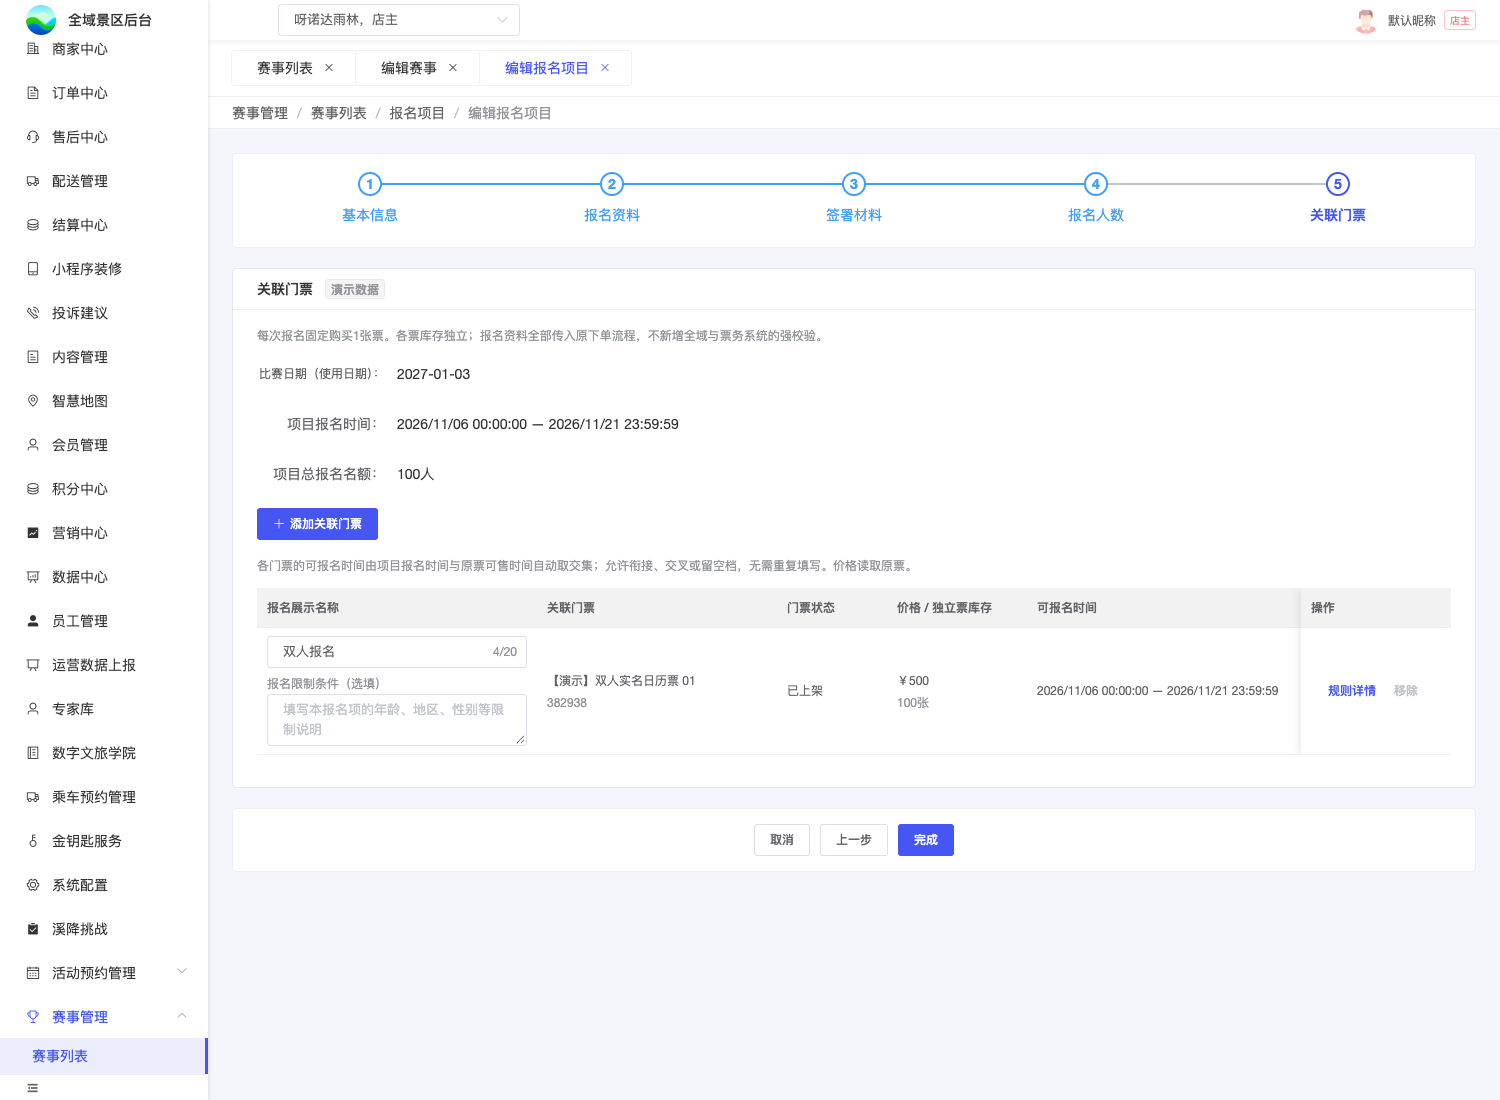 全域景区后台
呀诺达雨林，店主
默认昵称 店主
商家中心
订单中心
售后中心
配送管理
结算中心
小程序装修
投诉建议
内容管理
智慧地图
会员管理
积分中心
营销中心
数据中心
员工管理
运营数据上报
专家库
数字文旅学院
乘车预约管理
金钥匙服务
系统配置
溪降挑战
活动预约管理
赛事管理
赛事列表
赛事列表 × 编辑赛事 × 编辑报名项目 ×
赛事管理 / 赛事列表 / 报名项目 / 编辑报名项目
1 2 3 4 5
基本信息 报名资料 签署材料 报名人数 关联门票
关联门票 演示数据
每次报名固定购买1张票。各票库存独立；报名资料全部传入原下单流程，不新增全域与票务系统的强校验。
比赛日期（使用日期）： 2027-01-03
项目报名时间： 2026/11/06 00:00:00 — 2026/11/21 23:59:59
项目总报名名额： 100人
+ 添加关联门票
各门票的可报名时间由项目报名时间与原票可售时间自动取交集；允许衔接、交叉或留空档，无需重复填写。价格读取原票。
报名展示名称 关联门票 门票状态 价格 / 独立票库存 可报名时间 操作
双人报名 4/20
报名限制条件（选填）
填写本报名项的年龄、地区、性别等限
制说明
【演示】双人实名日历票 01
382938
已上架
￥500
100张
2026/11/06 00:00:00 — 2026/11/21 23:59:59
规则详情 移除
取消 上一步 完成